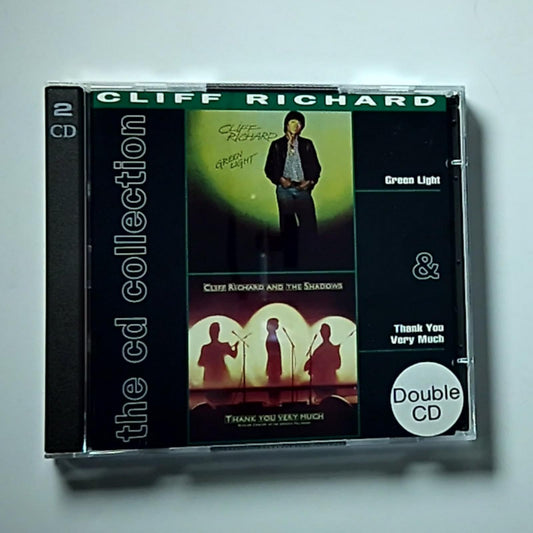 2
CD
CLIFF RICHARD
the cd collection
CLIFF
RICHARD
GREEN
LIGHT
Green Light
&
CLIFF RICHARD AND THE SHADOWS
Thank You
Very Much
THANK YOU VERY MUCH
Double
CD